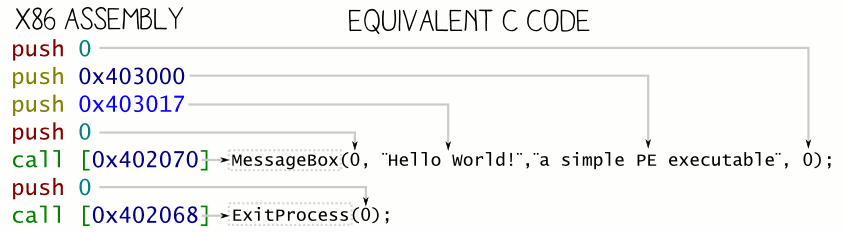 X86 ASSEMBLY EQUIVALENT C CODE
push 0
push 0x403000
push 0x403017
push 0
call [0x402070] MessageBox(0, ¨Hello World!¨,¨a simple PE executable¨, 0);
push 0
call [0x402068] ExitProcess(0);